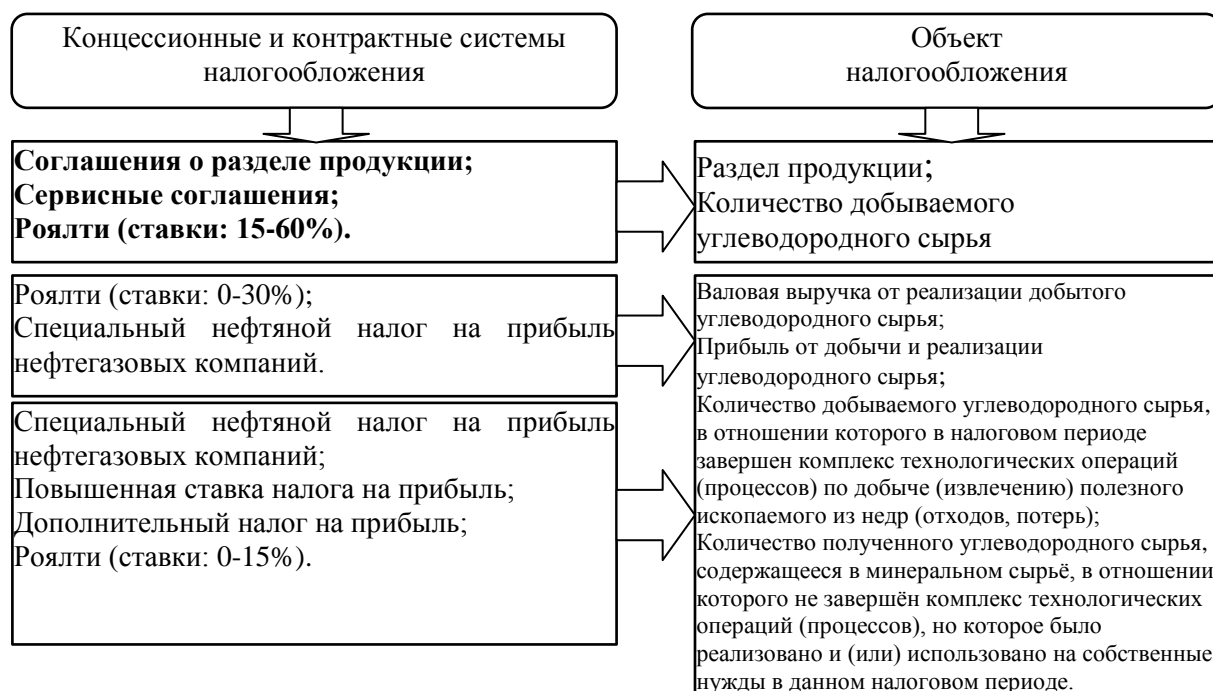 Концессионные и контрактные системы
налогообложения
Объект
налогообложения
Соглашения о разделе продукции;
Сервисные соглашения;
Роялти (ставки: 15-60%).
Раздел продукции;
Количество добываемого
углеводородного сырья
Роялти (ставки: 0-30%);
Специальный нефтяной налог на прибыль
нефтегазовых компаний.
Специальный нефтяной налог на прибыль
нефтегазовых компаний;
Повышенная ставка налога на прибыль;
Дополнительный налог на прибыль;
Роялти (ставки: 0-15%).
Валовая выручка от реализации добытого
углеводородного сырья;
Прибыль от добычи и реализации
углеводородного сырья;
Количество добываемого углеводородного сырья,
в отношении которого в налоговом периоде
завершен комплекс технологических операций
(процессов) по добыче (извлечению) полезного
ископаемого из недр (отходов, потерь);
Количество полученного углеводородного сырья,
содержащееся в минеральном сырьё, в отношении
которого не завершён комплекс технологических
операций (процессов), но которое было
реализовано и (или) использовано на собственные
нужды в данном налоговом периоде.